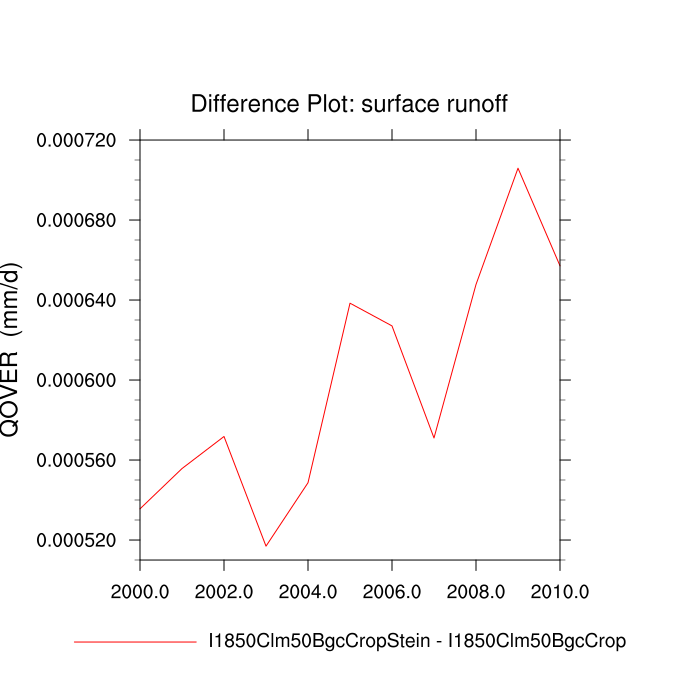 Difference Plot: surface runoff
0.000720
0.000680
0.000640
0.000600
0.000560
0.000520
QOVER (mm/d)
2000.0 2002.0 2004.0 2006.0 2008.0 2010.0
I1850Clm50BgcCropStein - I1850Clm50BgcCrop